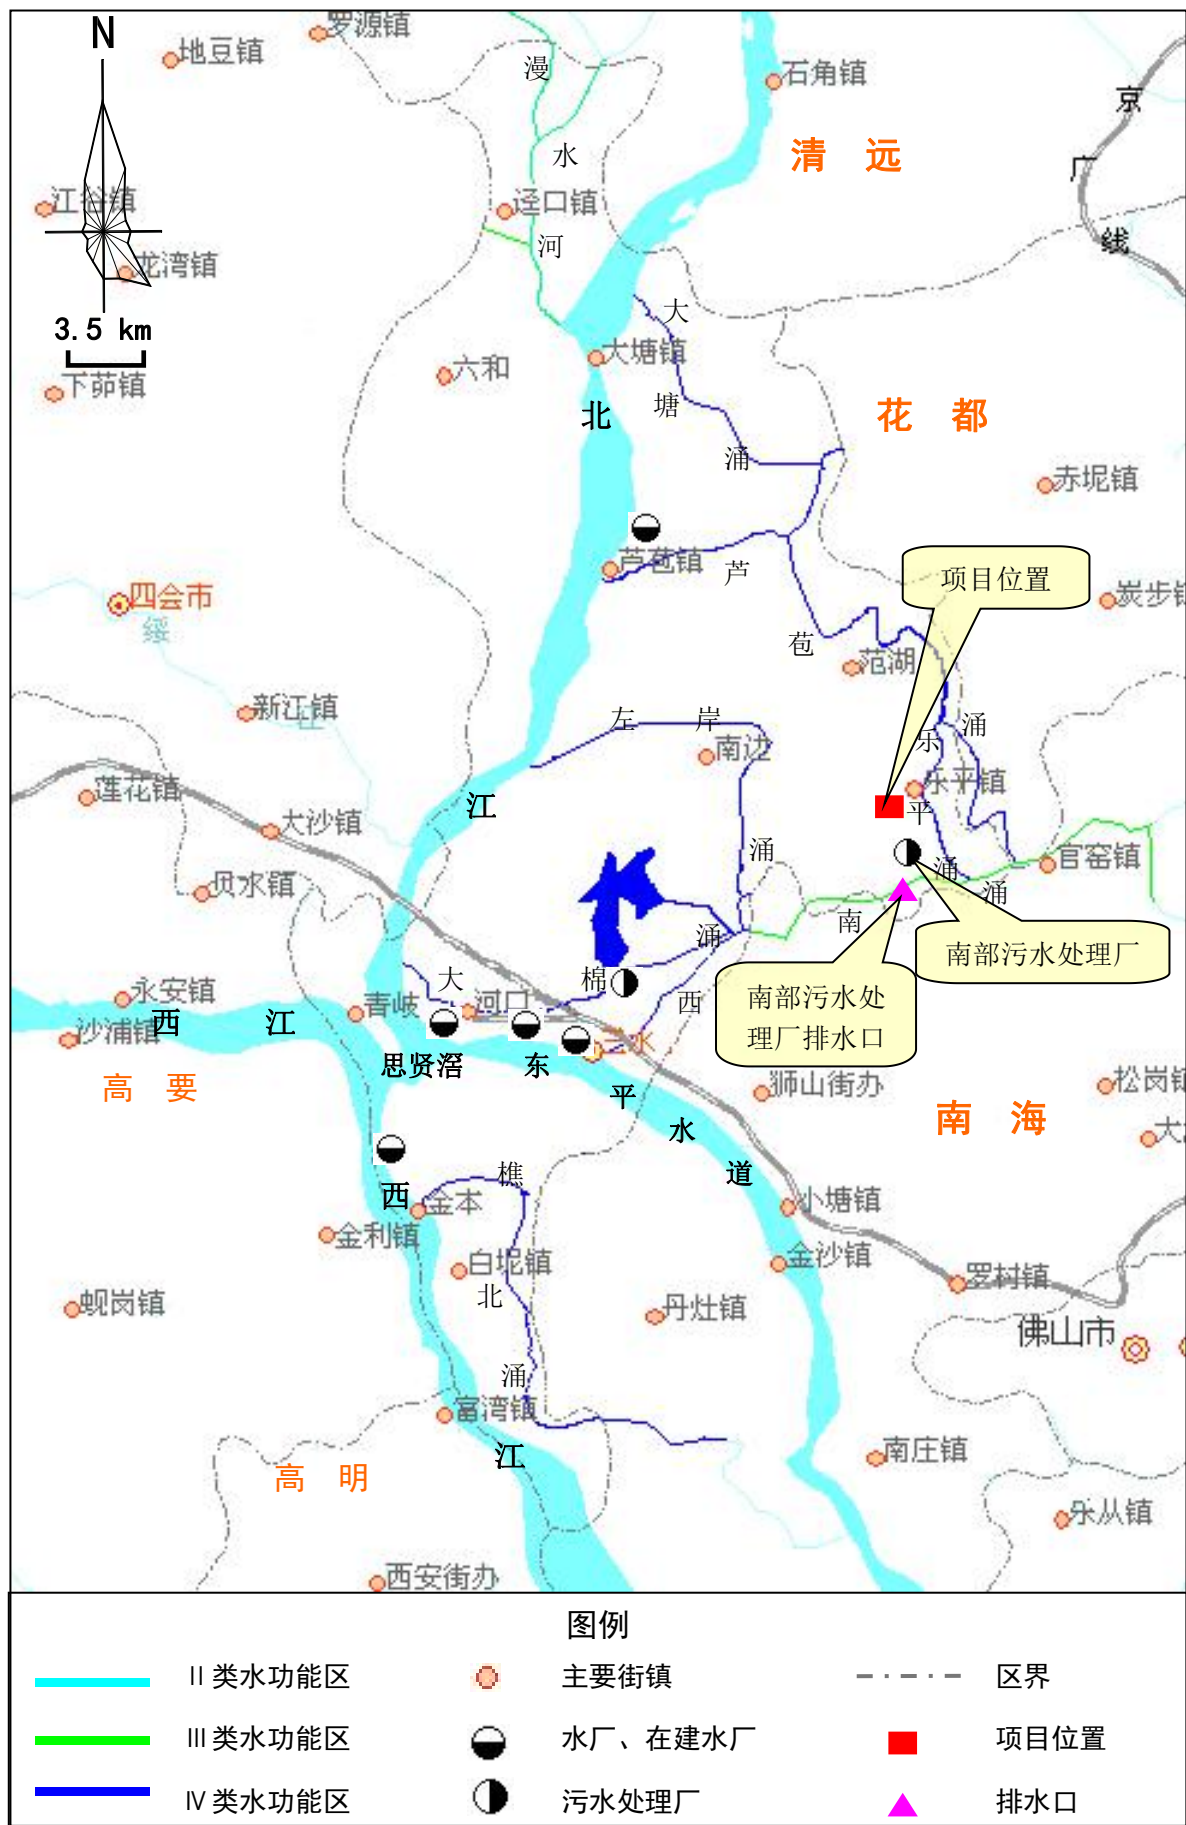 N
罗源镇
地豆镇
漫
石角镇
京
清 远
水
广
江谷镇
迳口镇
河
线
龙湾镇
大
3.5 km
六和
大塘镇
下茆镇
塘
北
花 都
涌
赤坭镇
芦苞镇
芦
项目位置
四会市
炭步镇
绥
苞
范湖
新江镇
江
左 岸
涌
南边
乐
莲花镇
乐平镇
江
平
大沙镇
涌
官窑镇
贝水镇
涌
涌
南
涌
南部污水处理厂
大
棉
永安镇
青岐
河口
西
南部污水处
理厂排水口
西 江
沙浦镇
三水
思贤滘
东
高 要
平
狮山街办
松岗镇
南 海
水
道
樵
西
金本
小塘镇
金利镇
白坭镇
金沙镇
北
罗村镇
蚬岗镇
丹灶镇
佛山市
涌
富湾镇
江
南庄镇
高 明
乐从镇
西安街办
图例
II 类水功能区
主要街镇
区界
III 类水功能区
水厂、在建水厂
项目位置
IV 类水功能区
污水处理厂
排水口